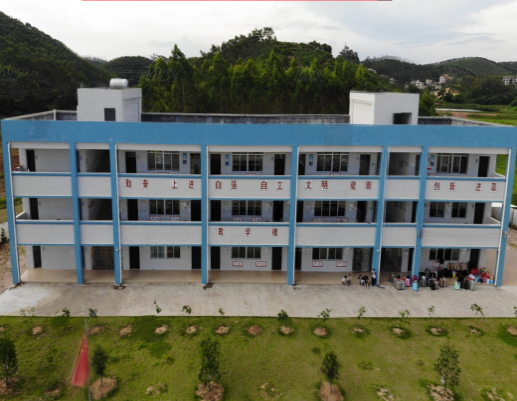 勤奋 上进 自强 自立 文明 健康 创新 进取
教学楼